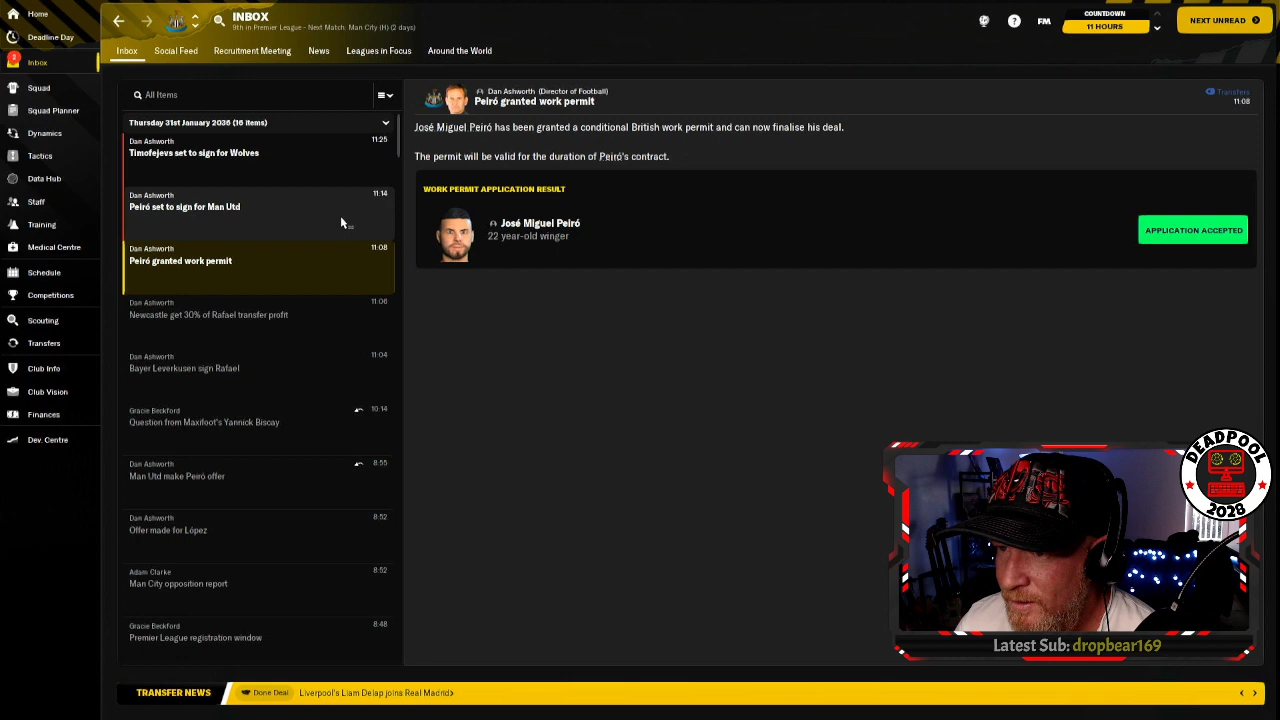 Home
Deadline Day
2
Inbox
Squad
Squad Planner
Dynamics
Tactics
Data Hub
Staff
Training
Medical Centre
Schedule
Competitions
Scouting
Transfers
Club Info
Club Vision
Finances
Dev. Centre
INBOX
9th in Premier League - Next Match: Man City (H) (2 days)
?
FM
COUNTDOWN
11 HOURS
NEXT UNREAD
Inbox
Social Feed
Recruitment Meeting
News
Leagues in Focus
Around the World
All Items
Thursday 31st January 2036 (16 items)
Dan Ashworth
11:25
Timofejevs set to sign for Wolves
Dan Ashworth
11:14
Peiró set to sign for Man Utd
Dan Ashworth
11:08
Peiró granted work permit
Dan Ashworth
11:06
Newcastle get 30% of Rafael transfer profit
Dan Ashworth
11:04
Bayer Leverkusen sign Rafael
Gracie Beckford
10:14
Question from Maxifoot's Yannick Biscay
Dan Ashworth
8:55
Man Utd make Peiró offer
Dan Ashworth
8:52
Offer made for López
Adam Clarke
8:52
Man City opposition report
Gracie Beckford
8:48
Premier League registration window
Dan Ashworth (Director of Football)
Peiró granted work permit
Transfers
11:08
José Miguel Peiró has been granted a conditional British work permit and can now finalise his deal.
The permit will be valid for the duration of Peiró's contract.
WORK PERMIT APPLICATION RESULT
José Miguel Peiró
22 year-old winger
APPLICATION ACCEPTED
DEADPOOL
2028
Latest Sub: dropbear169
TRANSFER NEWS
Done Deal
Liverpool's Liam Delap joins Real Madrid>